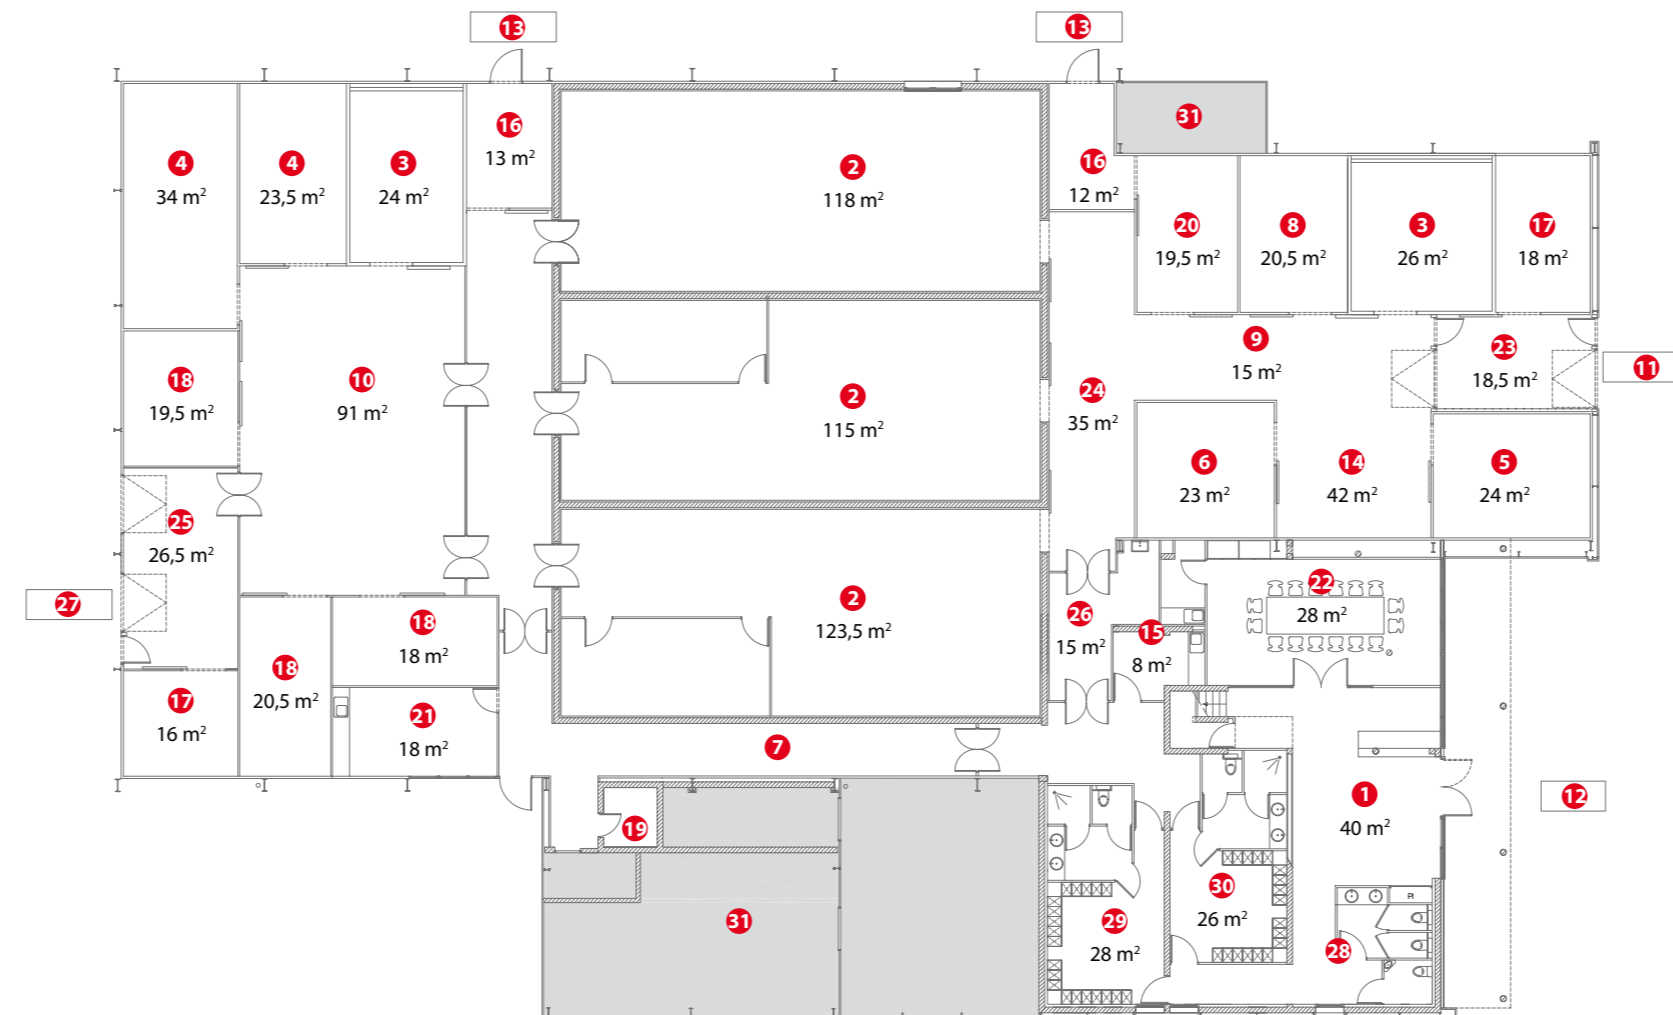 13
13
31
4
34 m²
4
23,5 m²
3
24 m²
16
13 m²
2
118 m²
16
12 m²
20
19,5 m²
8
20,5 m²
3
26 m²
17
18 m²
18
19,5 m²
10
91 m²
2
115 m²
24
35 m²
9
15 m²
23
18,5 m²
11
6
23 m²
14
42 m²
5
24 m²
25
26,5 m²
27
18
18 m²
18
20,5 m²
2
123,5 m²
26
15 m²
15
8 m²
22
28 m²
17
16 m²
21
18 m²
7
1
40 m²
12
19
31
29
28 m²
30
26 m²
28
PI